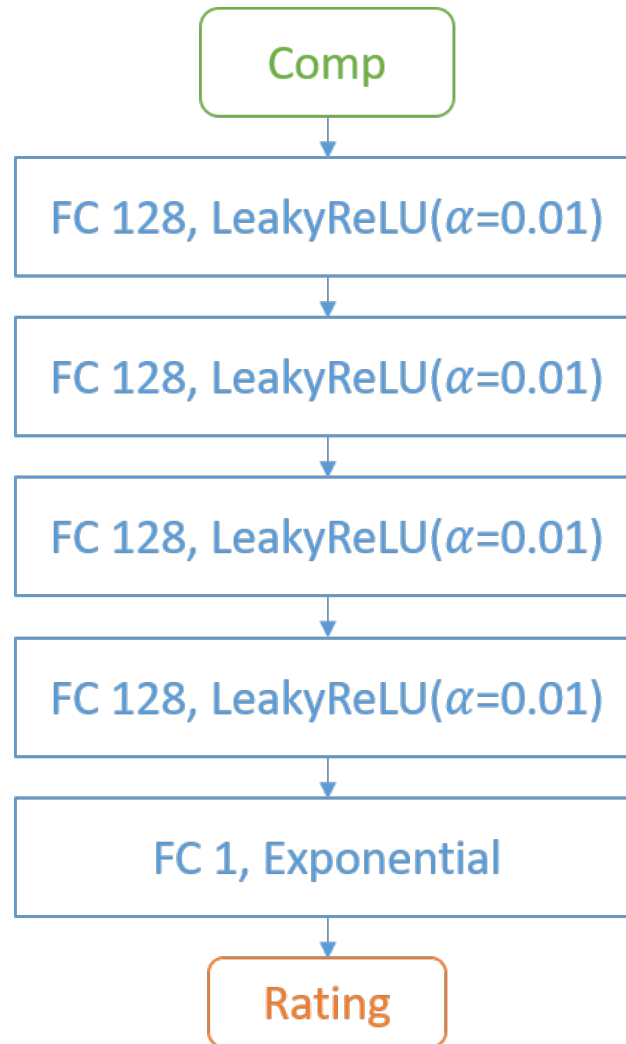 Comp
FC 128, LeakyReLU(α=0.01)
FC 128, LeakyReLU(α=0.01)
FC 128, LeakyReLU(α=0.01)
FC 128, LeakyReLU(α=0.01)
FC 1, Exponential
Rating